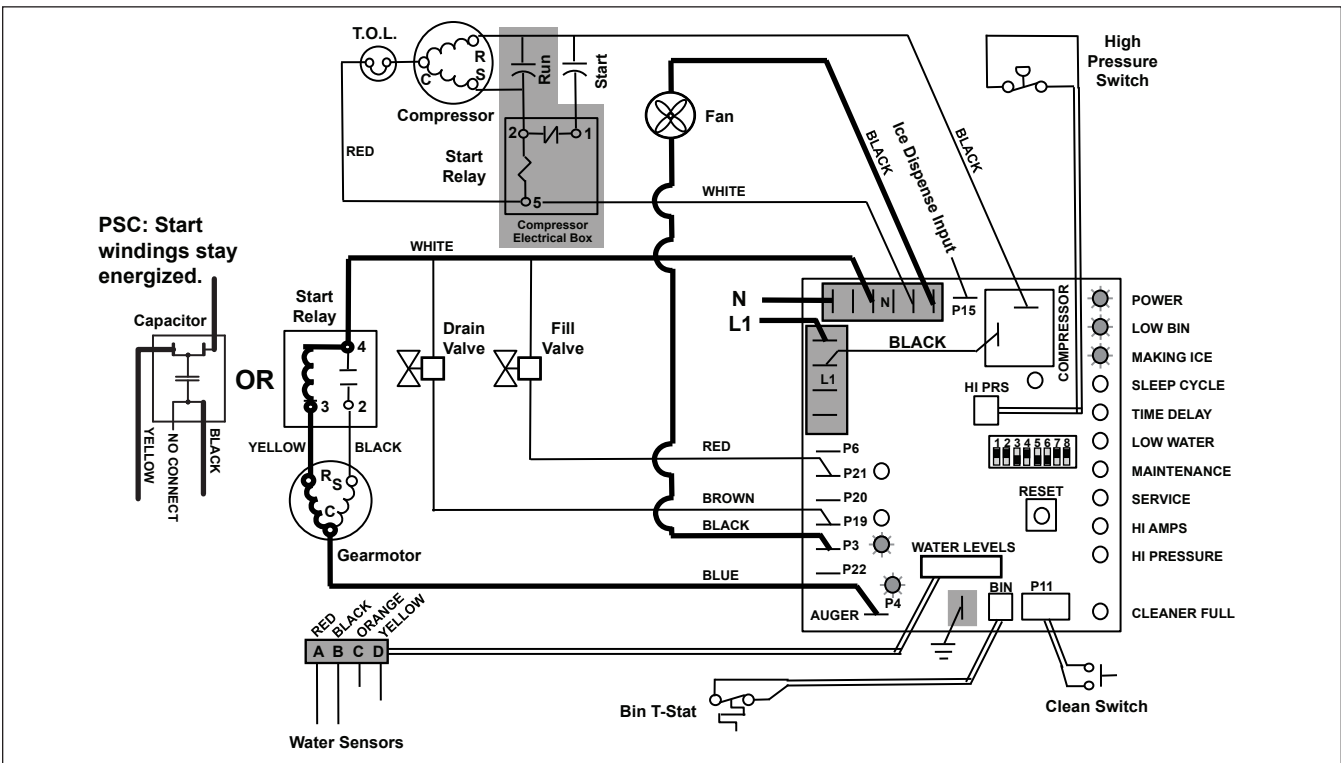 T.O.L.
R
S
C
Run
Start
Compressor
High
Pressure
Switch
Fan
2
1
Start
Relay
5
Compressor
Electrical Box
RED
WHITE
BLACK
BLACK
Ice Dispense Input
PSC: Start
windings stay
energized.
WHITE
Capacitor
OR
Start
Relay
4
3
2
Drain
Valve
Fill
Valve
N
L1
N
P15
L1
BLACK
COMPRESSOR
HI PRS
POWER
LOW BIN
MAKING ICE
SLEEP CYCLE
TIME DELAY
LOW WATER
MAINTENANCE
SERVICE
HI AMPS
HI PRESSURE
CLEANER FULL
YELLOW
NO CONNECT
BLACK
YELLOW
BLACK
R
S
C
Gearmotor
RED
BROWN
BLACK
BLUE
P6
P21
P20
P19
P3
P22
P4
AUGER
1 2 3 4 5 6 7 8
RESET
WATER LEVELS
BIN
P11
RED
BLACK
ORANGE
YELLOW
A B C D
Water Sensors
Bin T-Stat
Clean Switch